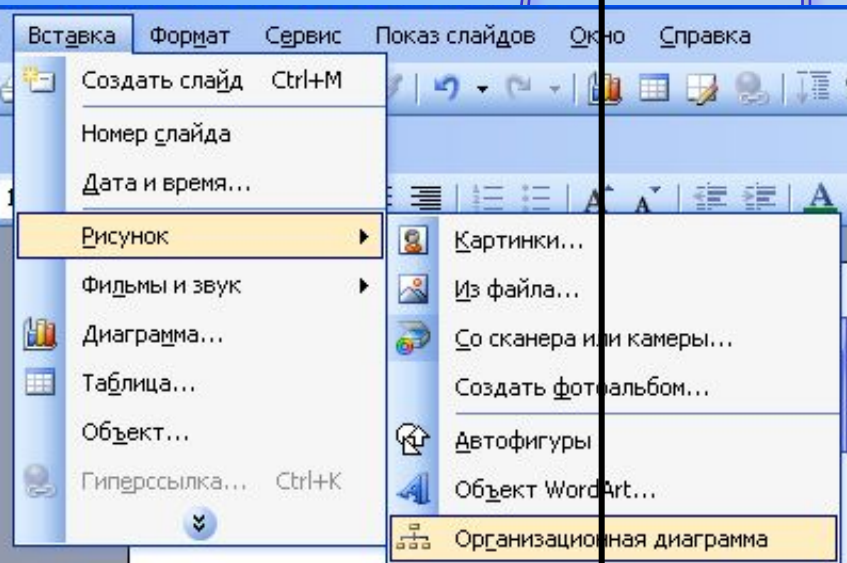 Вставка Формат Сервис Показ слайдов Окно Справка
Создать слайд Ctrl+M
Номер слайда
Дата и время...
Рисунок
Фильмы и звук
Диаграмма...
Таблица...
Объект...
Гиперссылка... Ctrl+K
Картинки...
Из файла...
Со сканера или камеры...
Создать фотоальбом...
Автофигуры
Объект WordArt...
Организационная диаграмма